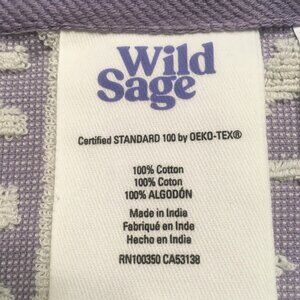 Wild
Sage
Certified STANDARD 100 by OEKO-TEX®
100% Cotton
100% Coton
100% ALGODÓN
Made in India
Fabriqué en Inde
Hecho en India
RN100350 CA53138